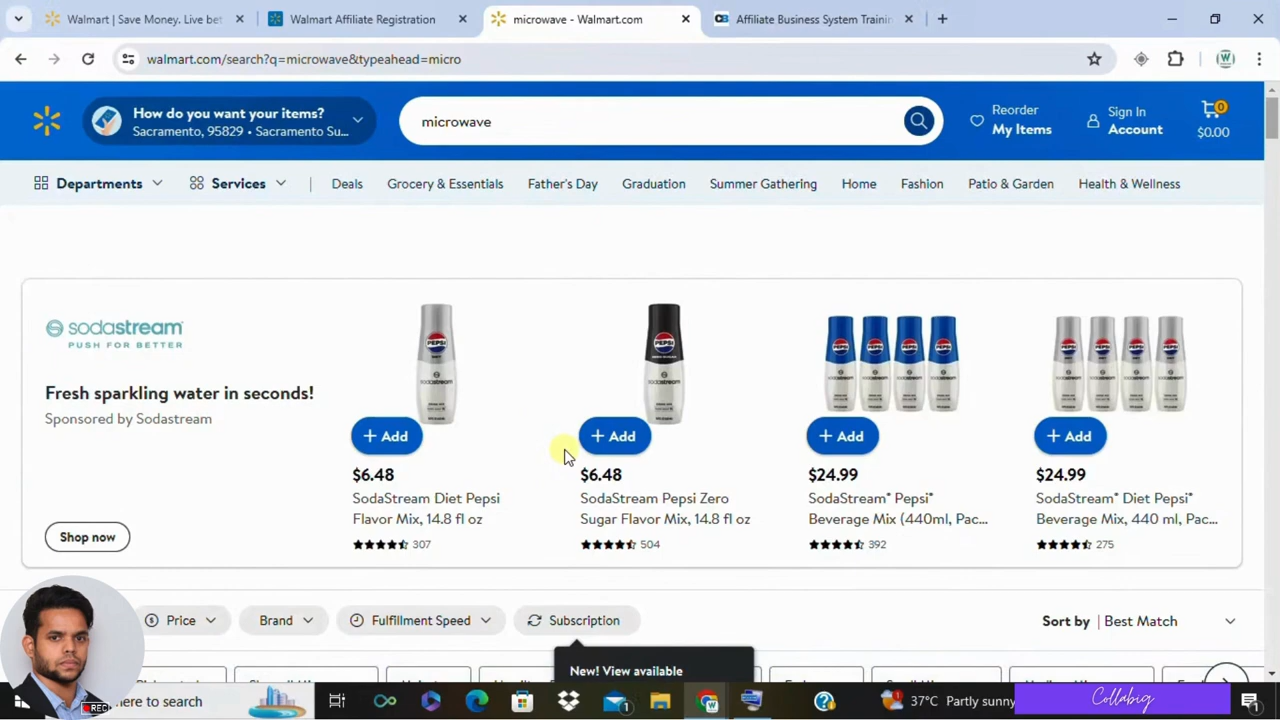 Walmart | Save Money. Live bet
Walmart Affiliate Registration
microwave - Walmart.com
Affiliate Business System Trainin
walmart.com/search?q=microwave&typeahead=micro
How do you want your items?
Sacramento, 95829 • Sacramento Su...
microwave
Reorder
My Items
Sign In
Account
0
$0.00
Departments
Services
Deals
Grocery & Essentials
Father's Day
Graduation
Summer Gathering
Home
Fashion
Patio & Garden
Health & Wellness
sodastream
PUSH FOR BETTER
Fresh sparkling water in seconds!
Sponsored by Sodastream
Shop now
+ Add
$6.48
SodaStream Diet Pepsi
Flavor Mix, 14.8 fl oz
307
+ Add
$6.48
SodaStream Pepsi Zero
Sugar Flavor Mix, 14.8 fl oz
504
+ Add
$24.99
SodaStream® Pepsi®
Beverage Mix (440ml, Pac...
392
+ Add
$24.99
SodaStream® Diet Pepsi®
Beverage Mix, 440 ml, Pac...
275
Price
Brand
Fulfillment Speed
Subscription
Sort by | Best Match
New! View available
REC
here to search
37°C Partly sunny
Collabig